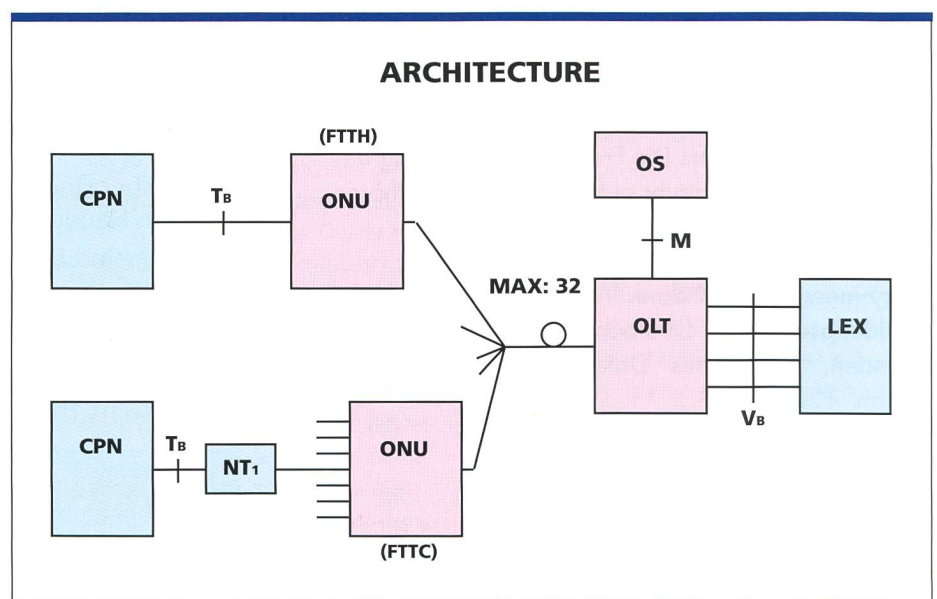 ARCHITECTURE
(FTTH)
CPN
TB
ONU
OS
M
MAX: 32
OLT
LEX
VB
CPN
TB
NT1
ONU
(FTTC)